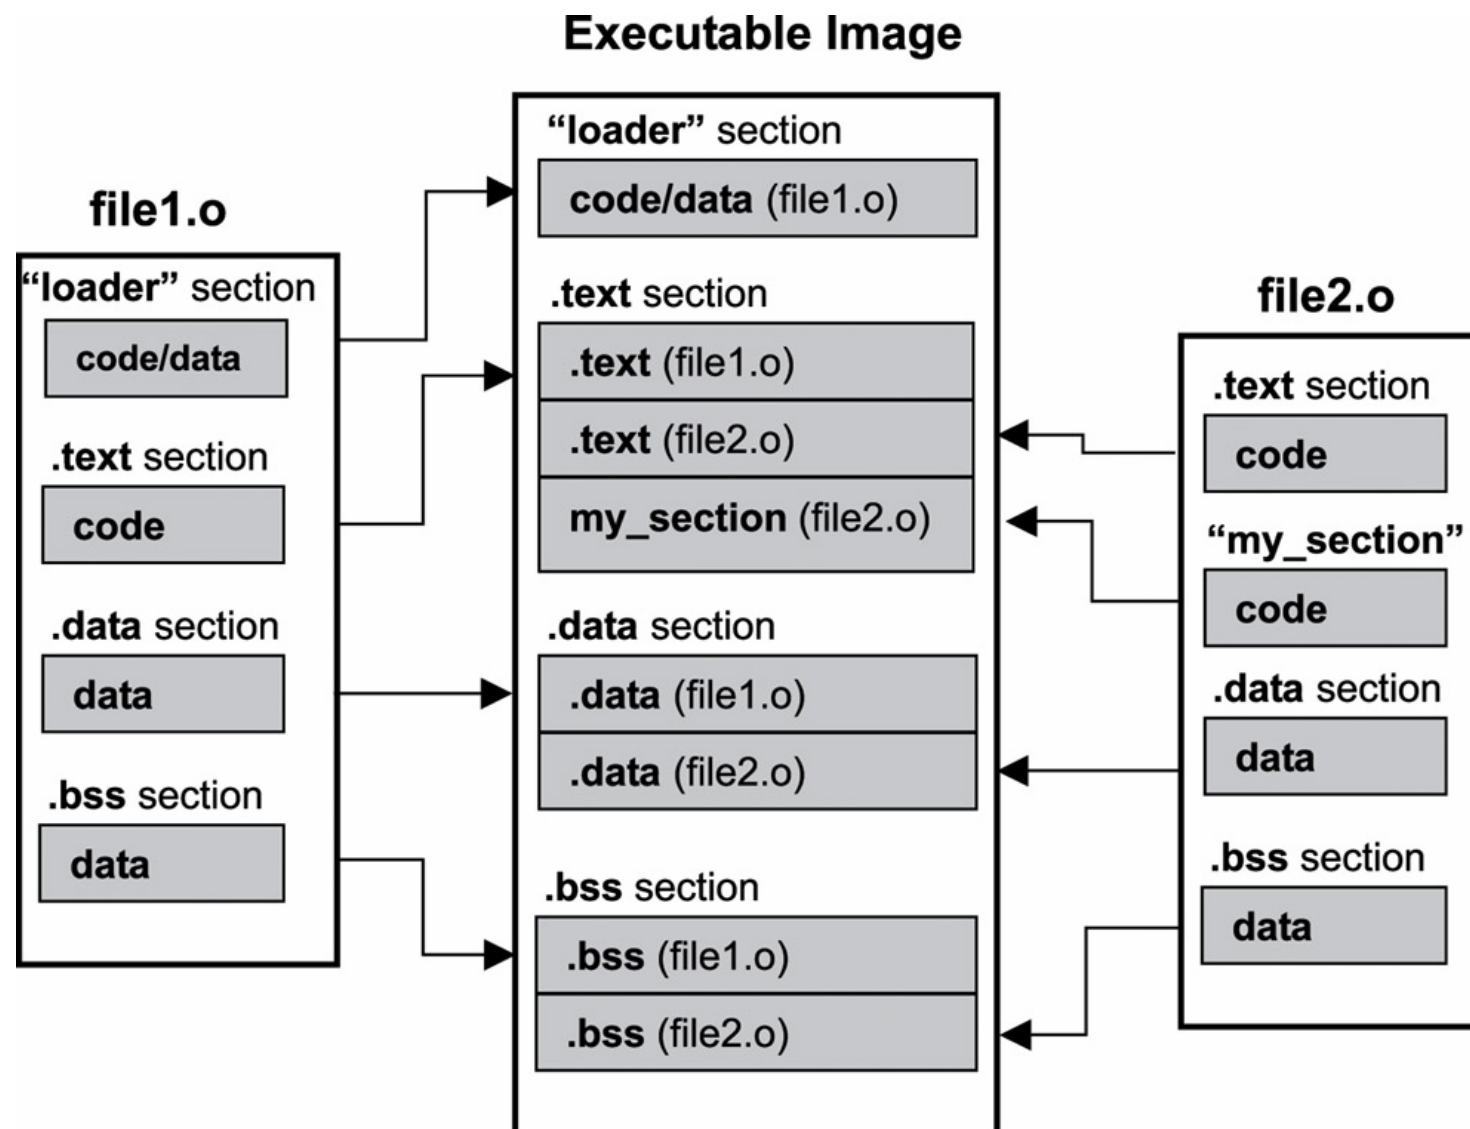 Executable Image
file1.o
“loader” section
code/data
.text section
code
.data section
data
.bss section
data
“loader” section
code/data (file1.o)
.text section
.text (file1.o)
.text (file2.o)
my_section (file2.o)
.data section
.data (file1.o)
.data (file2.o)
.bss section
.bss (file1.o)
.bss (file2.o)
file2.o
.text section
code
“my_section”
code
.data section
data
.bss section
data